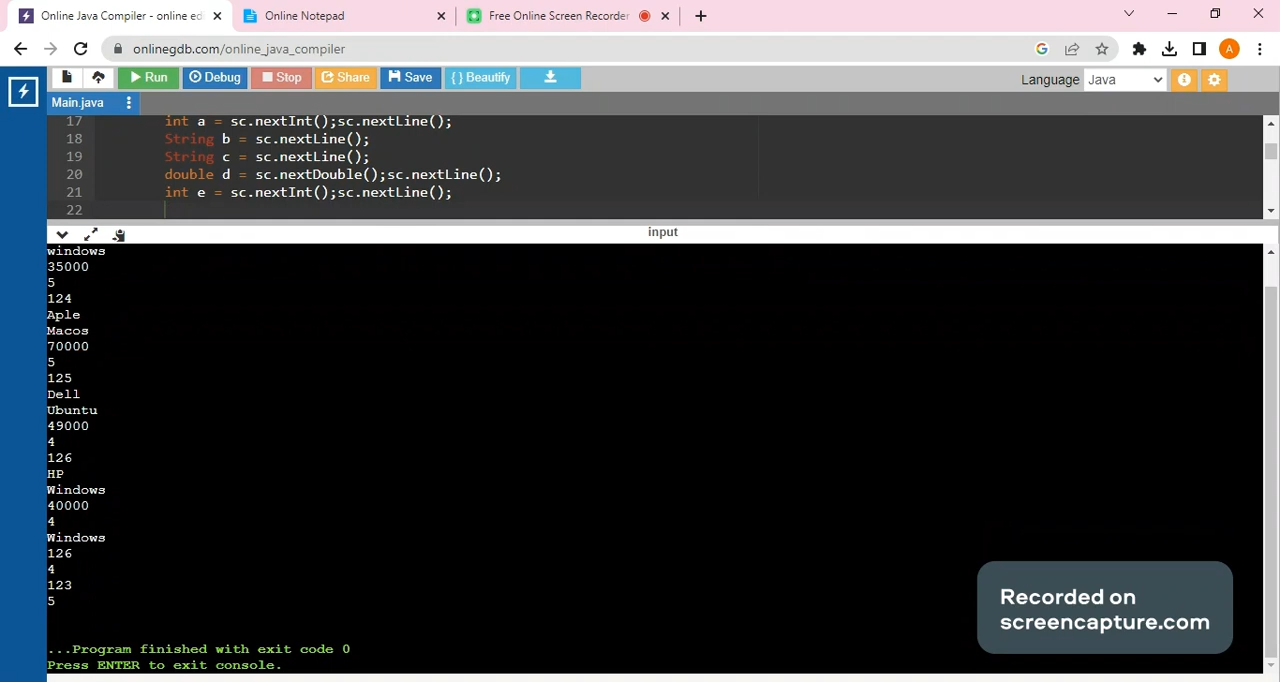 Online Java Compiler - online edi
Online Notepad
Free Online Screen Recorder
onlinegdb.com/online_java_compiler
A
Run
Debug
Stop
Share
Save
{ } Beautify
Language
Java
Main.java
17 int a = sc.nextInt();sc.nextLine();
18 String b = sc.nextLine();
19 String c = sc.nextLine();
20 double d = sc.nextDouble();sc.nextLine();
21 int e = sc.nextInt();sc.nextLine();
22
input
windows
35000
5
124
Aple
Macos
70000
5
125
Dell
Ubuntu
49000
4
126
HP
Windows
40000
4
Windows
126
4
123
5
...Program finished with exit code 0
Press ENTER to exit console.
Recorded on
screencapture.com